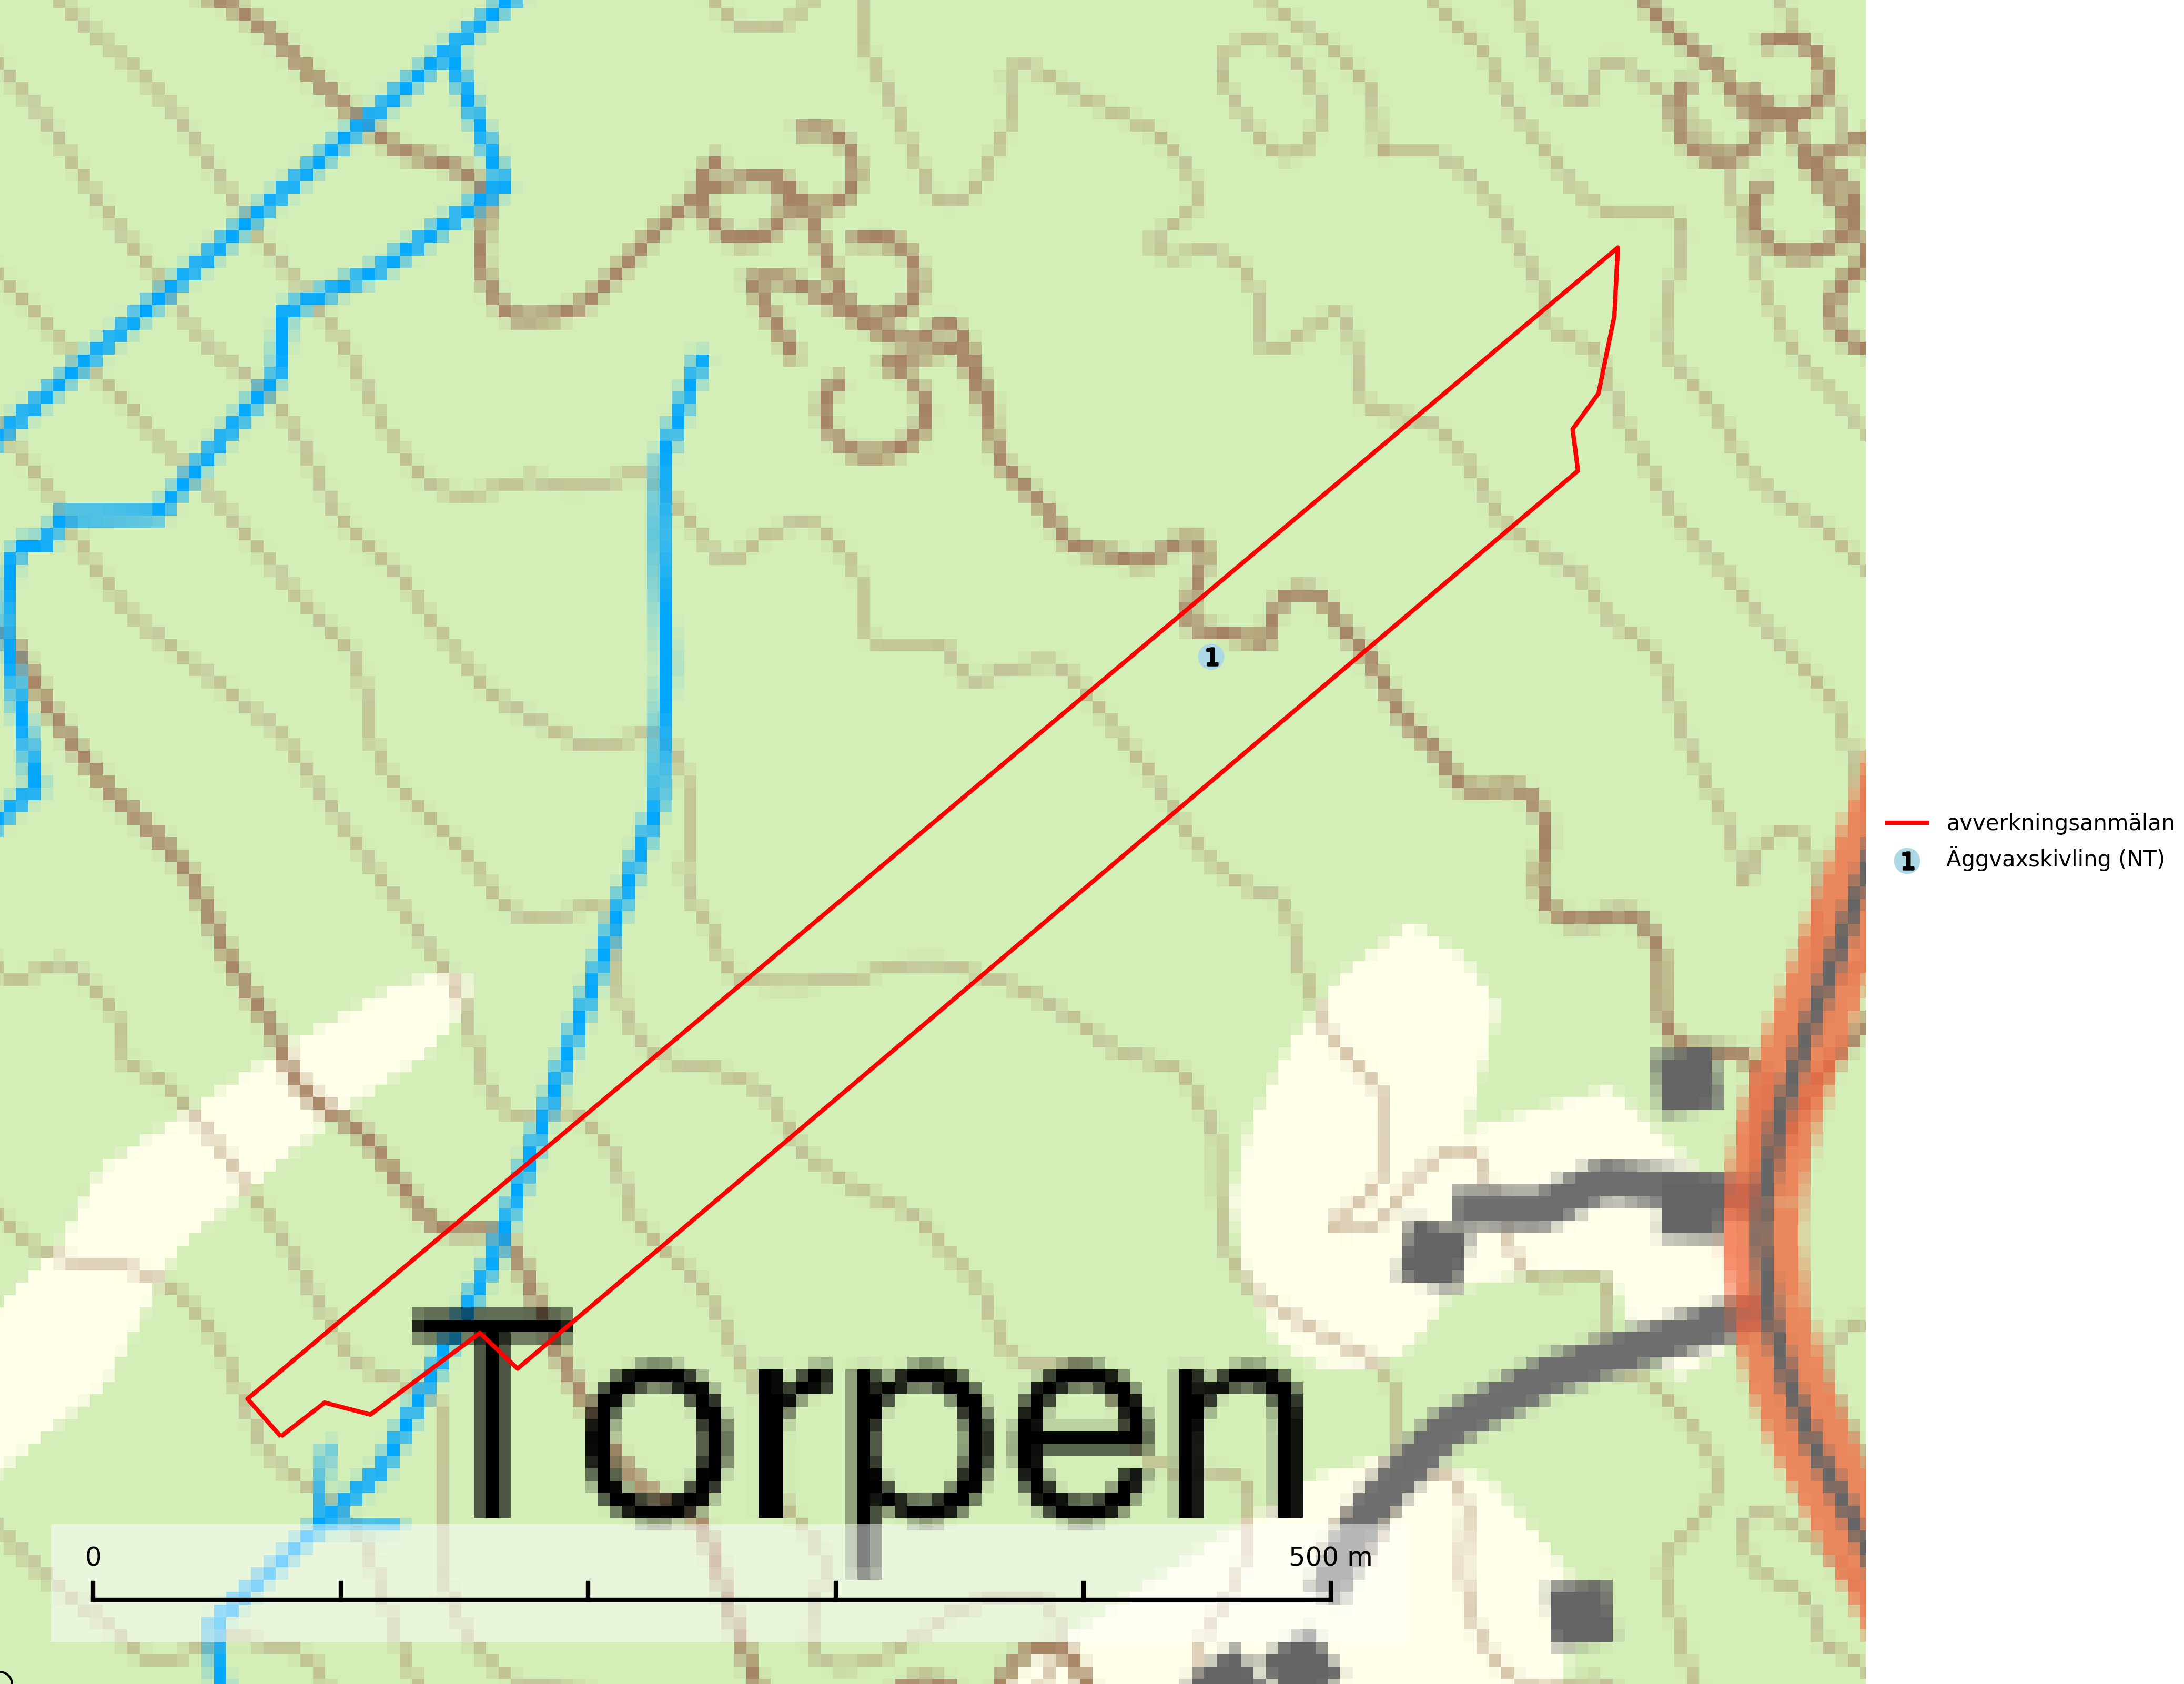 1
avverkningsanmälan
1 Äggvaxskivling (NT)
Torpen
0 500 m